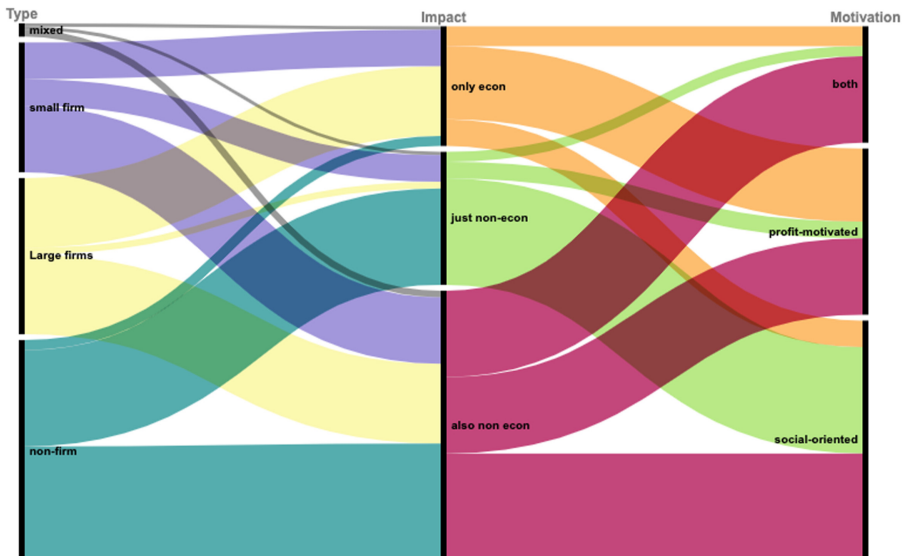 Type
Impact
Motivation
mixed
small firm
Large firms
non-firm
only econ
just non-econ
also non econ
both
profit-motivated
social-oriented